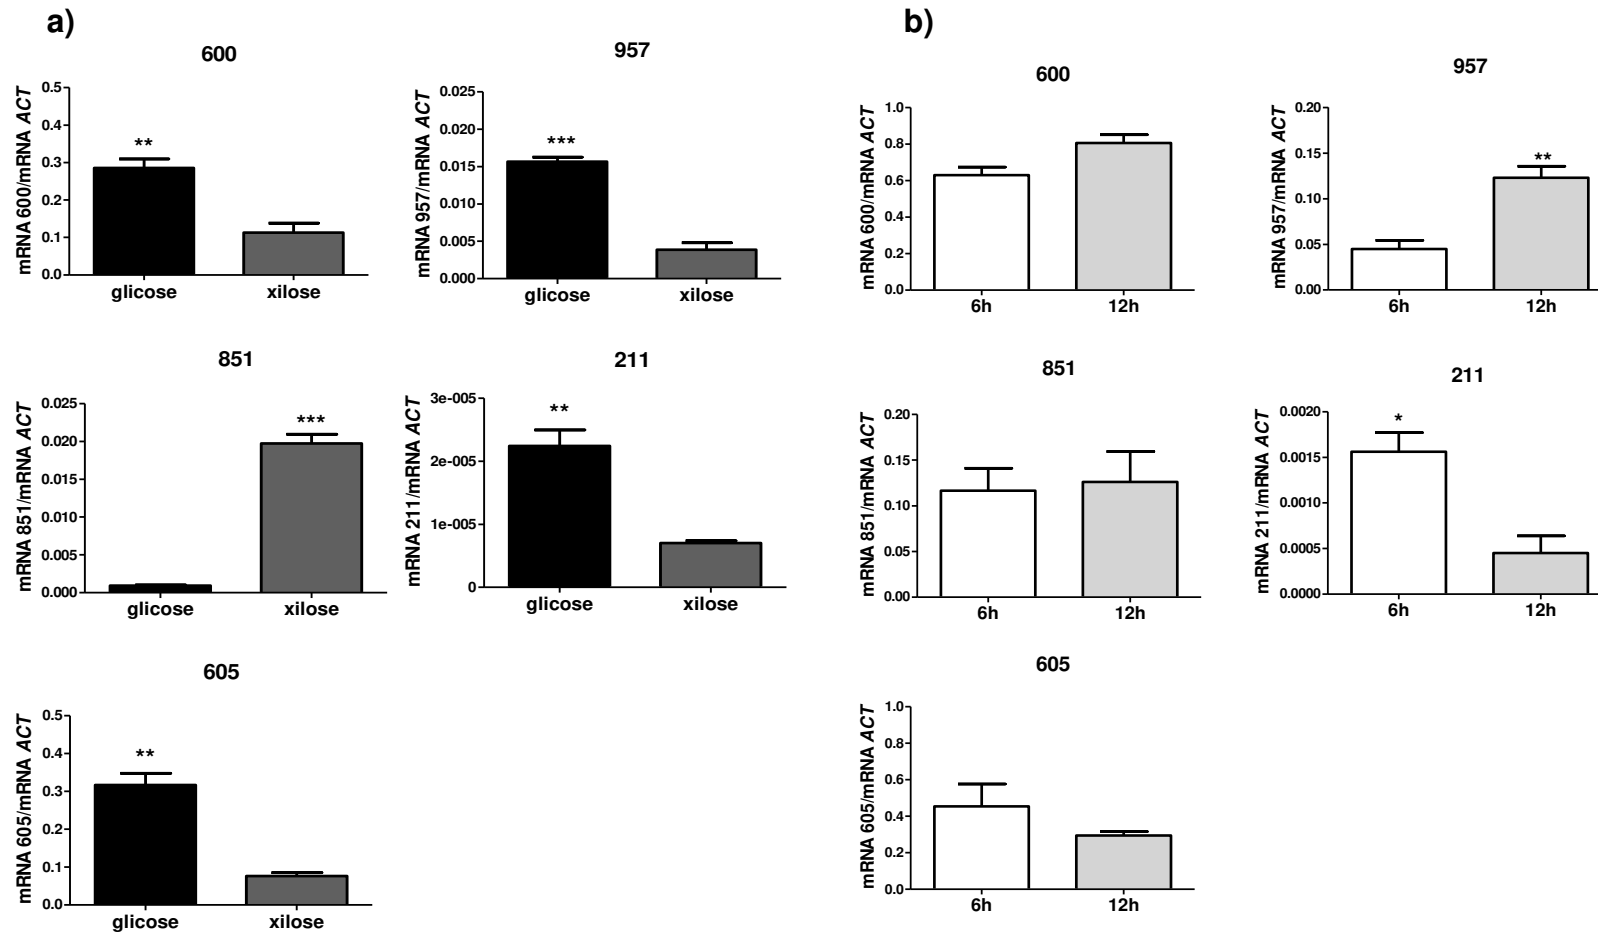 a)
600
mRNA 600/mRNA ACT
0.5
0.4
0.3
0.2
0.1
0.0
**
glicose xilose
957
mRNA 957/mRNA ACT
0.025
0.020
0.015
0.010
0.005
0.000
***
glicose xilose
851
mRNA 851/mRNA ACT
0.025
0.020
0.015
0.010
0.005
0.000
***
glicose xilose
211
mRNA 211/mRNA ACT
3e-005
2e-005
1e-005
0
**
glicose xilose
605
mRNA 605/mRNA ACT
0.5
0.4
0.3
0.2
0.1
0.0
**
glicose xilose
b)
600
mRNA 600/mRNA ACT
1.0
0.8
0.6
0.4
0.2
0.0
6h 12h
957
mRNA 957/mRNA ACT
0.20
0.15
0.10
0.05
0.00
**
6h 12h
851
mRNA 851/mRNA ACT
0.20
0.15
0.10
0.05
0.00
6h 12h
211
mRNA 211/mRNA ACT
0.0020
0.0015
0.0010
0.0005
0.0000
*
6h 12h
605
mRNA 605/mRNA ACT
1.0
0.8
0.6
0.4
0.2
0.0
6h 12h